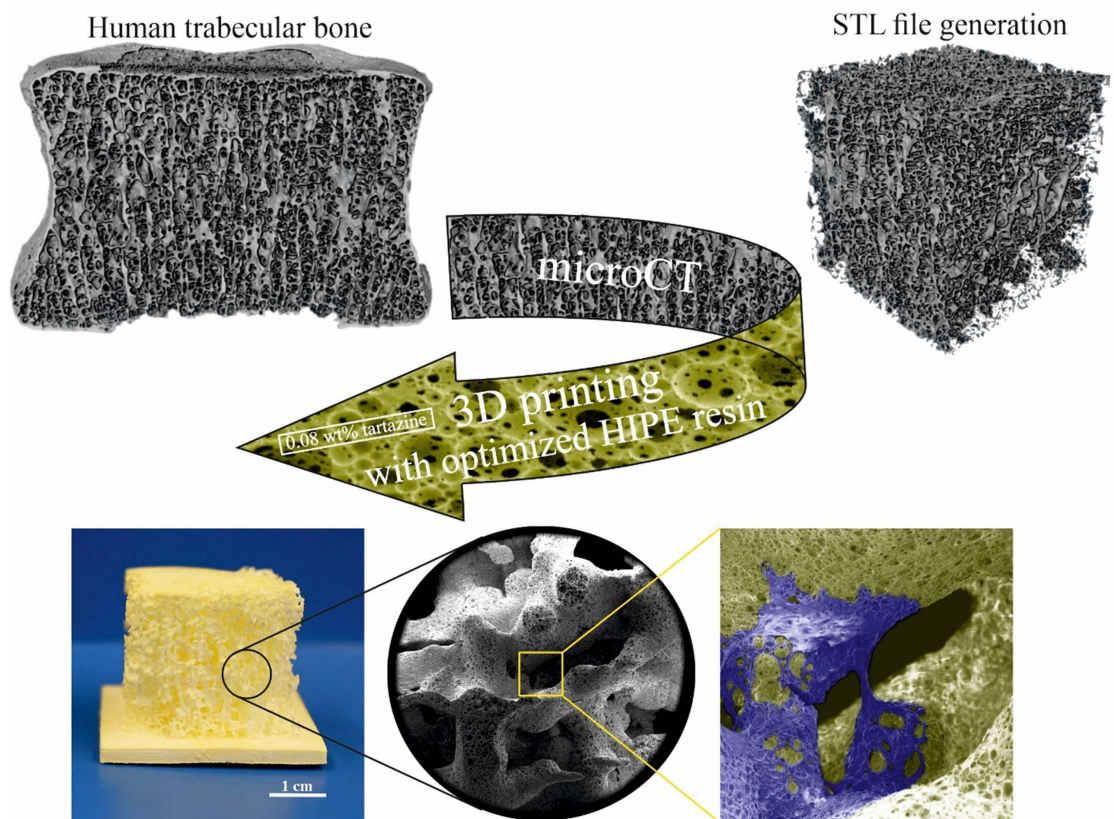 Human trabecular bone
STL file generation
microCT
3D printing
0.08 wt% tartazine
with optimized HIPE resin
1 cm